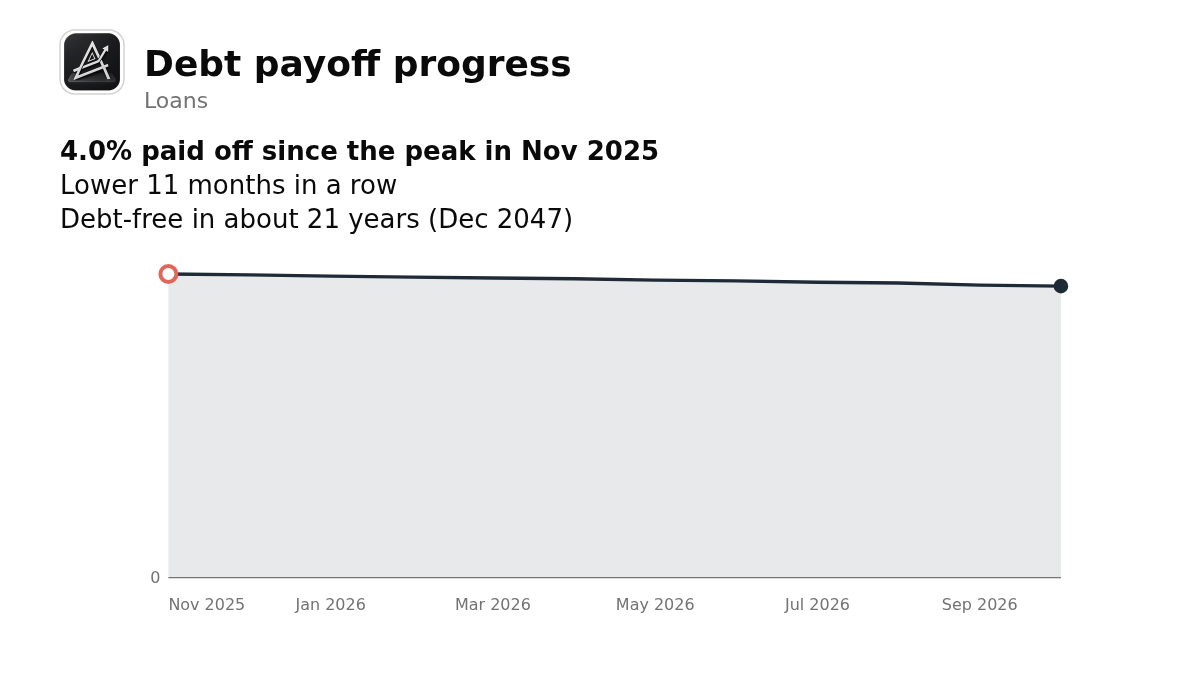 Debt payoff progress
Loans
4.0% paid off since the peak in Nov 2025
Lower 11 months in a row
Debt-free in about 21 years (Dec 2047)
0
Nov 2025 Jan 2026 Mar 2026 May 2026 Jul 2026 Sep 2026